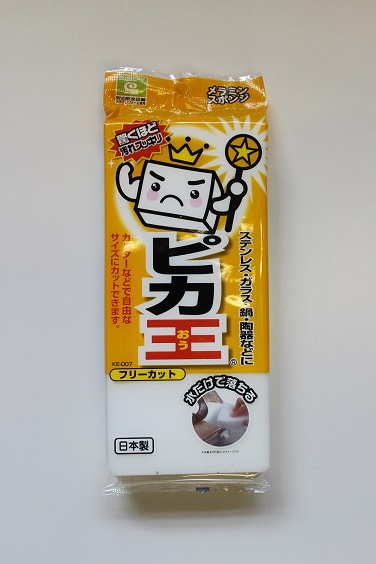 メラミン
スポンジ
驚くほど
汚れスッキリ
ステンレス・ガラス・鍋・陶器などに
カッターなどで自由な
サイズにカットできます。
ピカ
王
おう
®
KE-007
フリーカット
水だけで落ちる
日本製